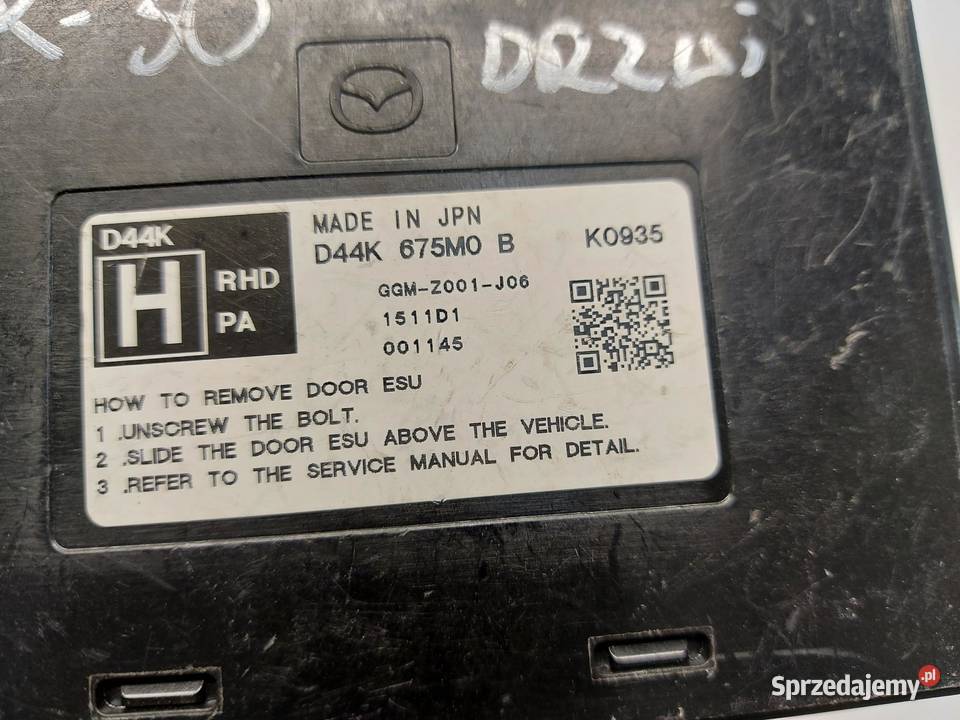 -30 DRZWI
D44K
H RHD
PA
MADE IN JPN
D44K 675M0 B K0935
GGM-Z001-J06
1511D1
001145
HOW TO REMOVE DOOR ESU
1 .UNSCREW THE BOLT.
2 .SLIDE THE DOOR ESU ABOVE THE VEHICLE.
3 .REFER TO THE SERVICE MANUAL FOR DETAIL.
Sprzedajemy.pl